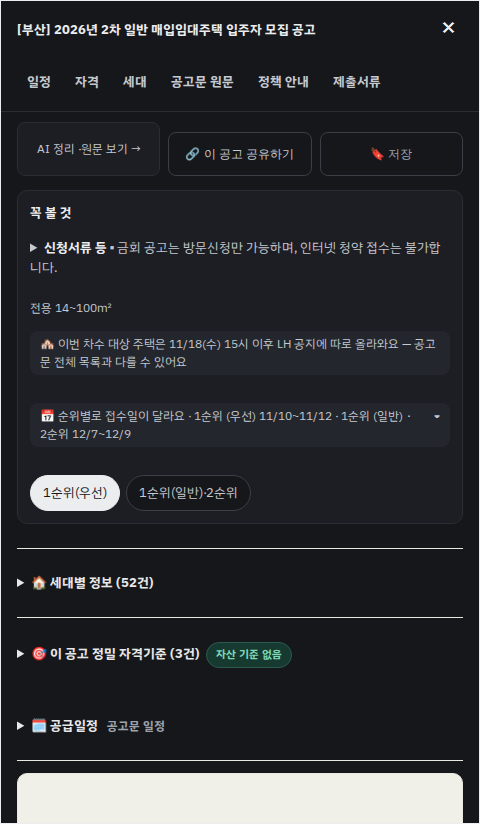 [부산] 2026년 2차 일반 매입임대주택 입주자 모집 공고
일정 자격 세대 공고문 원문 정책 안내 제출서류
AI 정리 ·원문 보기 →
🔗 이 공고 공유하기
🔖 저장
꼭 볼 것
▶ 신청서류 등 ▪ 금회 공고는 방문신청만 가능하며, 인터넷 청약 접수는 불가합
니다.
전용 14~100m²
🏘️ 이번 차수 대상 주택은 11/18(수) 15시 이후 LH 공지에 따로 올라와요 — 공고
문 전체 목록과 다를 수 있어요
📅 순위별로 접수일이 달라요 · 1순위 (우선) 11/10~11/12 · 1순위 (일반) ·
2순위 12/7~12/9
1순위(우선)
1순위(일반)·2순위
▶ 🏠 세대별 정보 (52건)
▶ 🎯 이 공고 정밀 자격기준 (3건) 자산 기준 없음
▶ 🗓️ 공급일정 공고문 일정